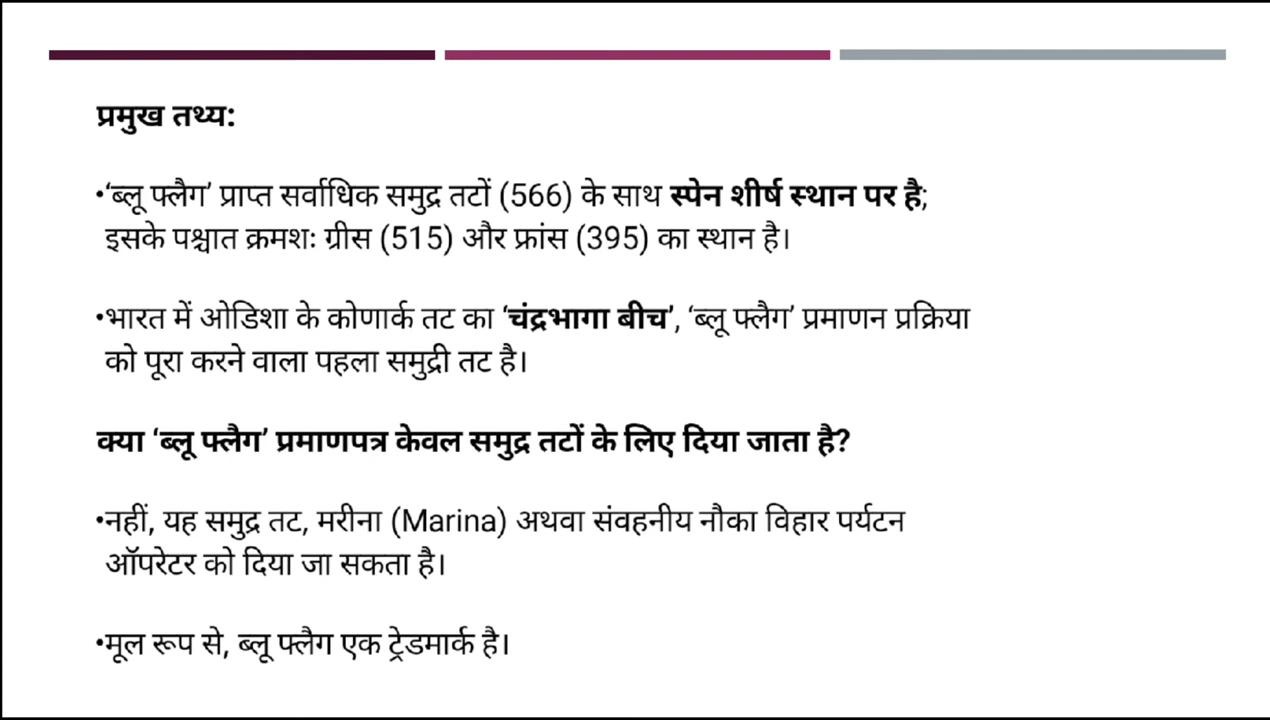 प्रमुख तथ्य:
•‘ब्लू फ्लैग’ प्राप्त सर्वाधिक समुद्र तटों (566) के साथ स्पेन शीर्ष स्थान पर है;
इसके पश्चात क्रमशः ग्रीस (515) और फ्रांस (395) का स्थान है।
•भारत में ओडिशा के कोणार्क तट का ‘चंद्रभागा बीच’, ‘ब्लू फ्लैग’ प्रमाणन प्रक्रिया
को पूरा करने वाला पहला समुद्री तट है।
क्या ‘ब्लू फ्लैग’ प्रमाणपत्र केवल समुद्र तटों के लिए दिया जाता है?
•नहीं, यह समुद्र तट, मरीना (Marina) अथवा संवहनीय नौका विहार पर्यटन
ऑपरेटर को दिया जा सकता है।
•मूल रूप से, ब्लू फ्लैग एक ट्रेडमार्क है।